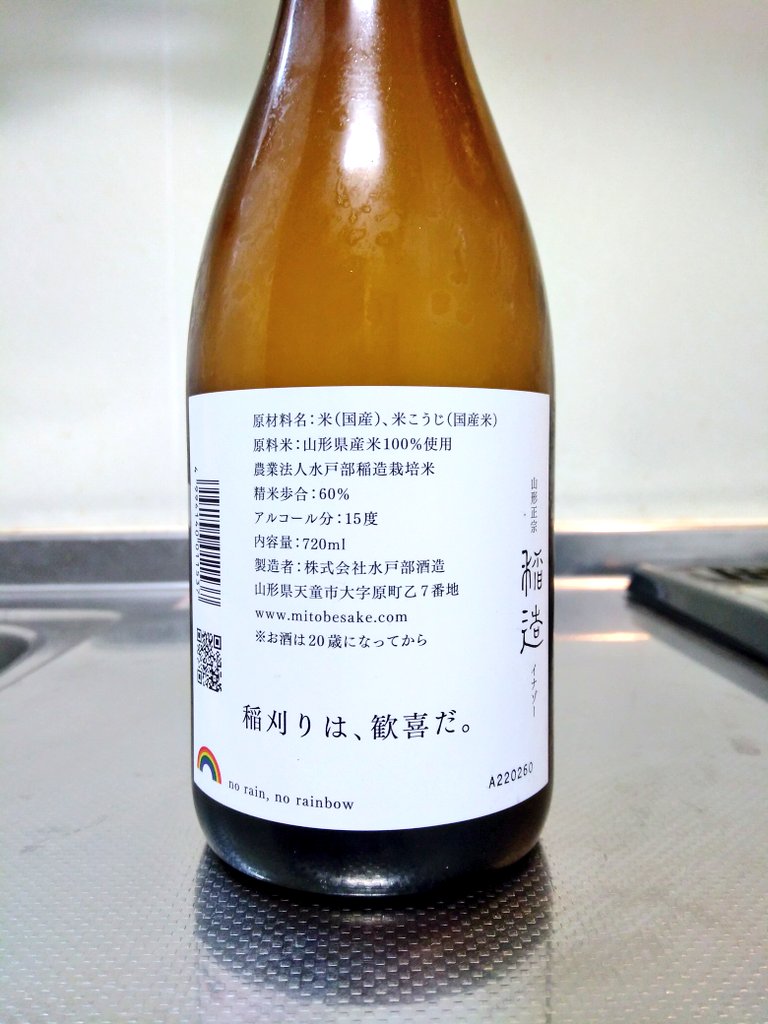 原材料名：米（国産）、米こうじ（国産米）
原料米：山形県産米100％使用
農業法人水戸部稲造栽培米
精米歩合：60％
アルコール分：15度
内容量：720ml
製造者：株式会社水戸部酒造
山形県天童市大字原町乙7番地
www.mitobesake.com
※お酒は20歳になってから
稲刈りは、歓喜だ。
no rain, no rainbow
A220260
山形正宗
稲造
イナゾー